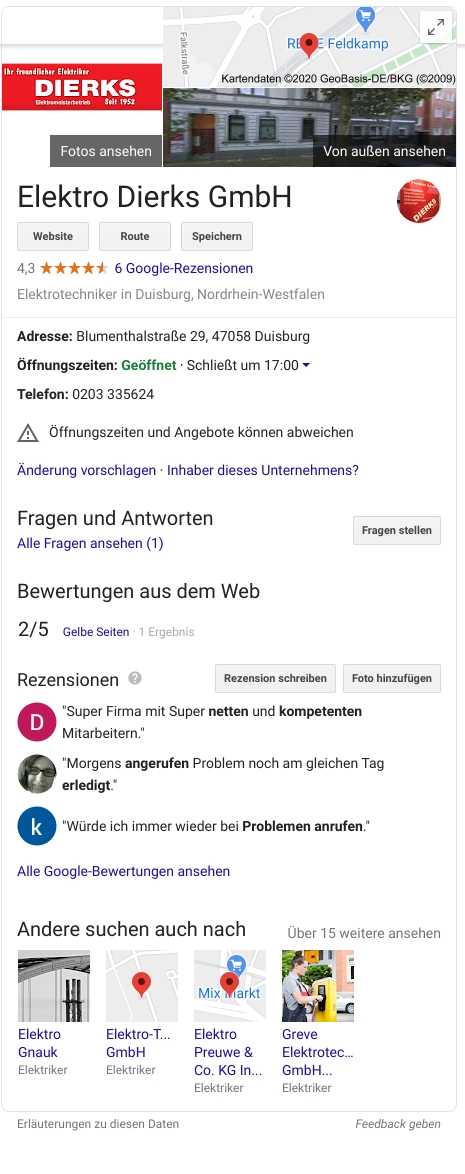 Falkstraße
REWE Feldkamp
Kartendaten ©2020 GeoBasis-DE/BKG (©2009)
Ihr freundlicher Elektriker
DIERKS
Elektromeisterbetrieb Seit 1952
DIERKS
Fotos ansehen
Von außen ansehen
Elektro Dierks GmbH
Website
Route
Speichern
4,3 6 Google-Rezensionen
Elektrotechniker in Duisburg, Nordrhein-Westfalen
Adresse: Blumenthalstraße 29, 47058 Duisburg
Öffnungszeiten: Geöffnet · Schließt um 17:00
Telefon: 0203 335624
Öffnungszeiten und Angebote können abweichen
Änderung vorschlagen · Inhaber dieses Unternehmens?
Fragen und Antworten
Fragen stellen
Alle Fragen ansehen (1)
Bewertungen aus dem Web
2/5 Gelbe Seiten · 1 Ergebnis
Rezensionen ?
Rezension schreiben
Foto hinzufügen
D
"Super Firma mit Super netten und kompetenten
Mitarbeitern."
"Morgens angerufen Problem noch am gleichen Tag
erledigt."
k
"Würde ich immer wieder bei Problemen anrufen."
Alle Google-Bewertungen ansehen
Andere suchen auch nach
Über 15 weitere ansehen
Mix Markt
Elektro
Gnauk
Elektriker
Elektro-T...
GmbH
Elektriker
Elektro
Preuwe &
Co. KG In...
Elektriker
Greve
Elektrotec...
GmbH...
Elektriker
Erläuterungen zu diesen Daten
Feedback geben